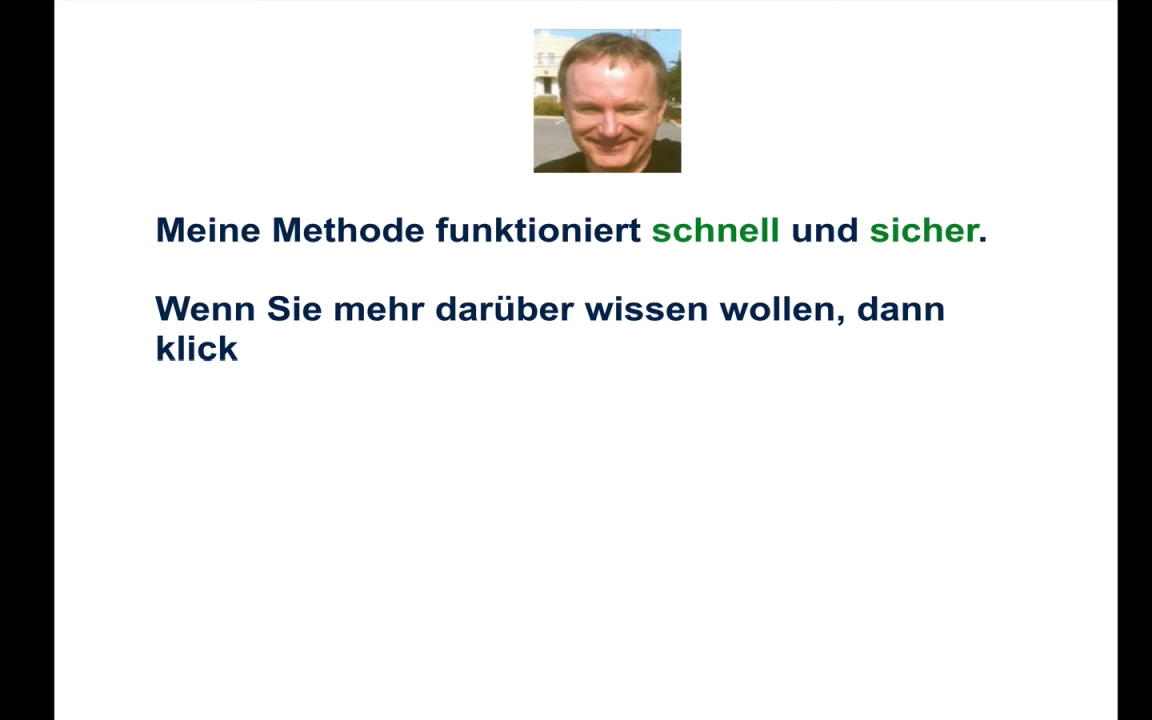 Meine Methode funktioniert schnell und sicher.
Wenn Sie mehr darüber wissen wollen, dann
klick